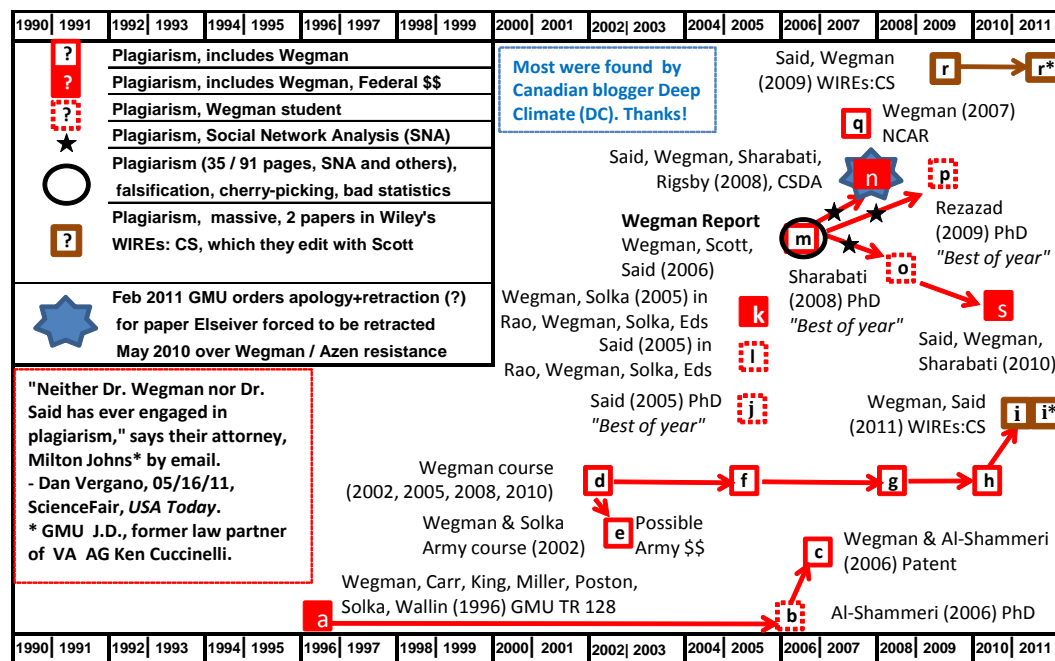 1990 1991 1992 1993 1994 1995 1996 1997 1998 1999 2000 2001 2002| 2003 2004 2005 2006 2007 2008 2009 2010 2011
? Plagiarism, includes Wegman
? Plagiarism, includes Wegman, Federal $$
? Plagiarism, Wegman student
Plagiarism, Social Network Analysis (SNA)
Plagiarism (35 / 91 pages, SNA and others),
falsification, cherry-picking, bad statistics
? Plagiarism, massive, 2 papers in Wiley's
WIREs: CS, which they edit with Scott
Feb 2011 GMU orders apology+retraction (?)
for paper Elseiver forced to be retracted
May 2010 over Wegman / Azen resistance
Most were found by
Canadian blogger Deep
Climate (DC). Thanks!
Said, Wegman
(2009) WIREs:CS
r
r*
q
Wegman (2007)
NCAR
Said, Wegman, Sharabati,
Rigsby (2008), CSDA
n
p
Rezazad
(2009) PhD
"Best of year"
Wegman Report
Wegman, Scott,
Said (2006)
m
o
Sharabati
(2008) PhD
"Best of year"
s
Said, Wegman,
Sharabati (2010)
Wegman, Solka (2005) in
Rao, Wegman, Solka, Eds
k
Said (2005) in
Rao, Wegman, Solka, Eds
l
Said (2005) PhD
"Best of year"
j
Wegman, Said
(2011) WIREs:CS
i
i*
"Neither Dr. Wegman nor Dr.
Said has ever engaged in
plagiarism," says their attorney,
Milton Johns* by email.
- Dan Vergano, 05/16/11,
ScienceFair, USA Today.
* GMU J.D., former law partner
of VA AG Ken Cuccinelli.
Wegman course
(2002, 2005, 2008, 2010)
d
f
g
h
Wegman & Solka
Army course (2002)
e
Possible
Army $$
c
Wegman & Al-Shammeri
(2006) Patent
Wegman, Carr, King, Miller, Poston,
Solka, Wallin (1996) GMU TR 128
a
b
Al-Shammeri (2006) PhD
1990 1991 1992 1993 1994 1995 1996 1997 1998 1999 2000 2001 2002| 2003 2004 2005 2006 2007 2008 2009 2010 2011